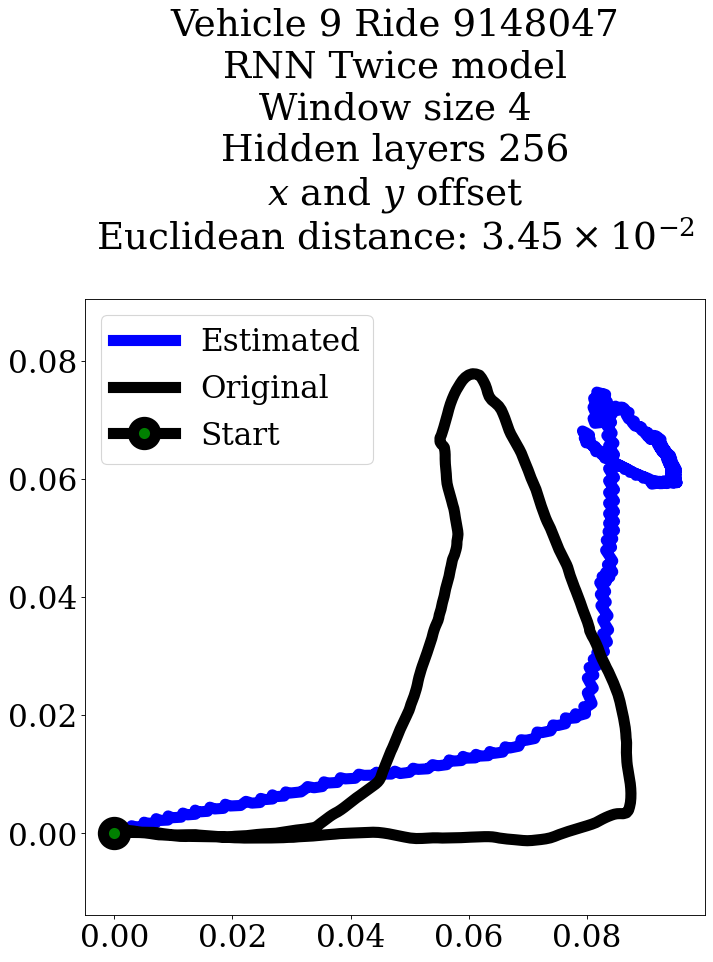 Vehicle 9 Ride 9148047
RNN Twice model
Window size 4
Hidden layers 256
x and y offset
Euclidean distance: 3.45 × 10⁻²
Estimated
Original
Start
0.08
0.06
0.04
0.02
0.00
0.00 0.02 0.04 0.06 0.08